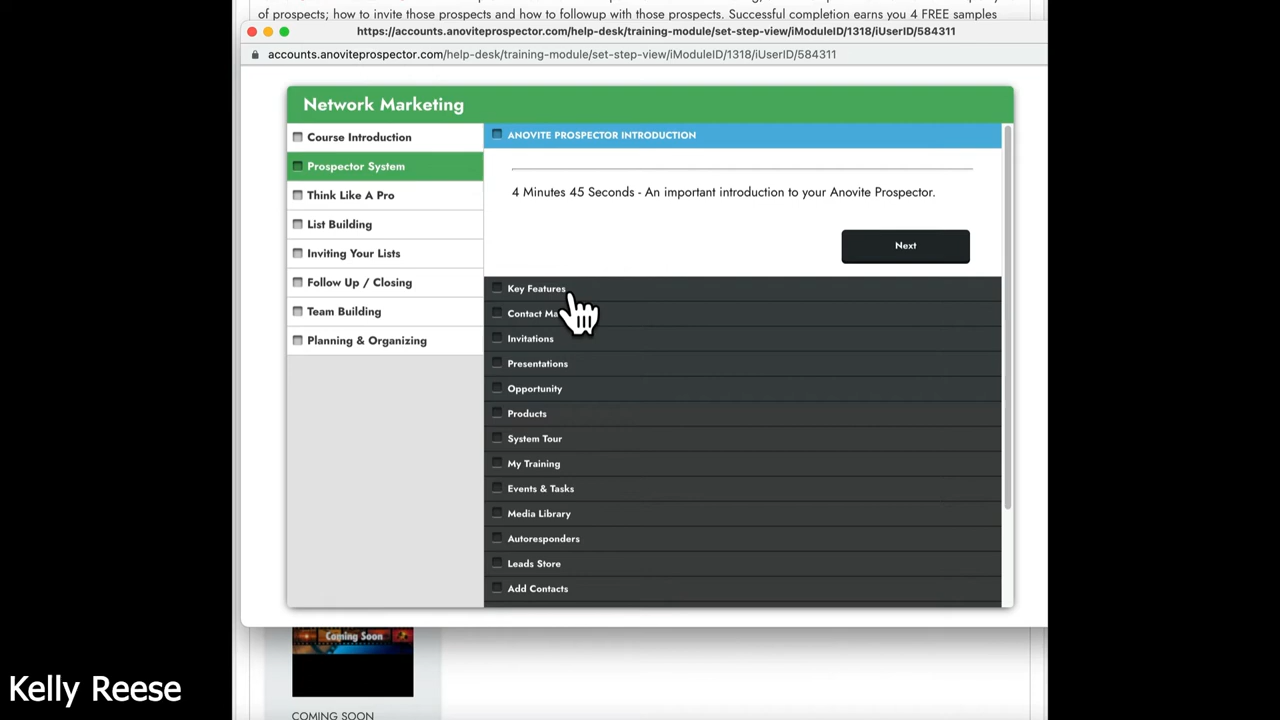 of prospects; how to invite those prospects and how to followup with those prospects. Successful completion earns you 4 FREE samples
https://accounts.anoviteprospector.com/help-desk/training-module/set-step-view/iModuleID/1318/iUserID/584311
accounts.anoviteprospector.com/help-desk/training-module/set-step-view/iModuleID/1318/iUserID/584311
Network Marketing
Course Introduction
Prospector System
Think Like A Pro
List Building
Inviting Your Lists
Follow Up / Closing
Team Building
Planning & Organizing
ANOVITE PROSPECTOR INTRODUCTION
4 Minutes 45 Seconds - An important introduction to your Anovite Prospector.
Next
Key Features
Contact Ma
Invitations
Presentations
Opportunity
Products
System Tour
My Training
Events & Tasks
Media Library
Autoresponders
Leads Store
Add Contacts
Coming Soon
COMING SOON
Kelly Reese